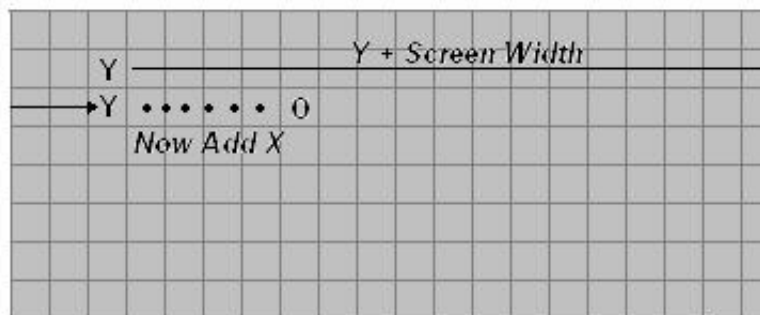 Y + Screen Width
Y
Y ...... 0
Now Add X